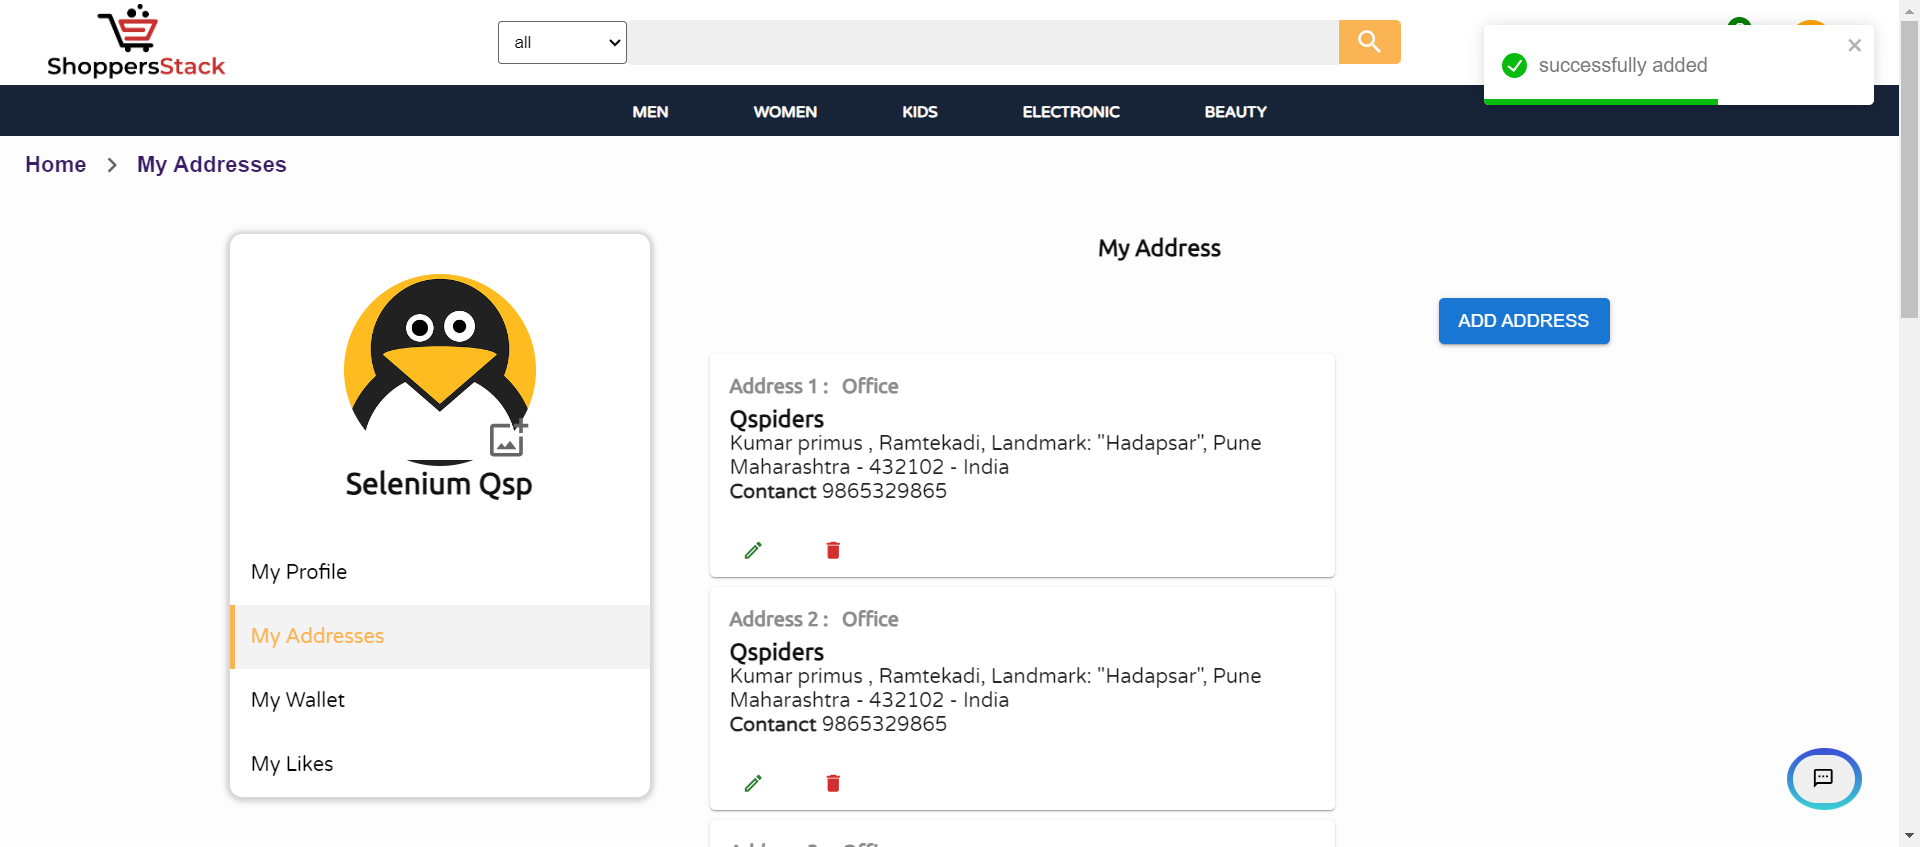 ShoppersStack
all
successfully added
MEN WOMEN KIDS ELECTRONIC BEAUTY
Home > My Addresses
My Address
ADD ADDRESS
Selenium Qsp
My Profile
My Addresses
My Wallet
My Likes
Address 1 : Office
Qspiders
Kumar primus , Ramtekadi, Landmark: "Hadapsar", Pune
Maharashtra - 432102 - India
Contanct 9865329865
Address 2 : Office
Qspiders
Kumar primus , Ramtekadi, Landmark: "Hadapsar", Pune
Maharashtra - 432102 - India
Contanct 9865329865